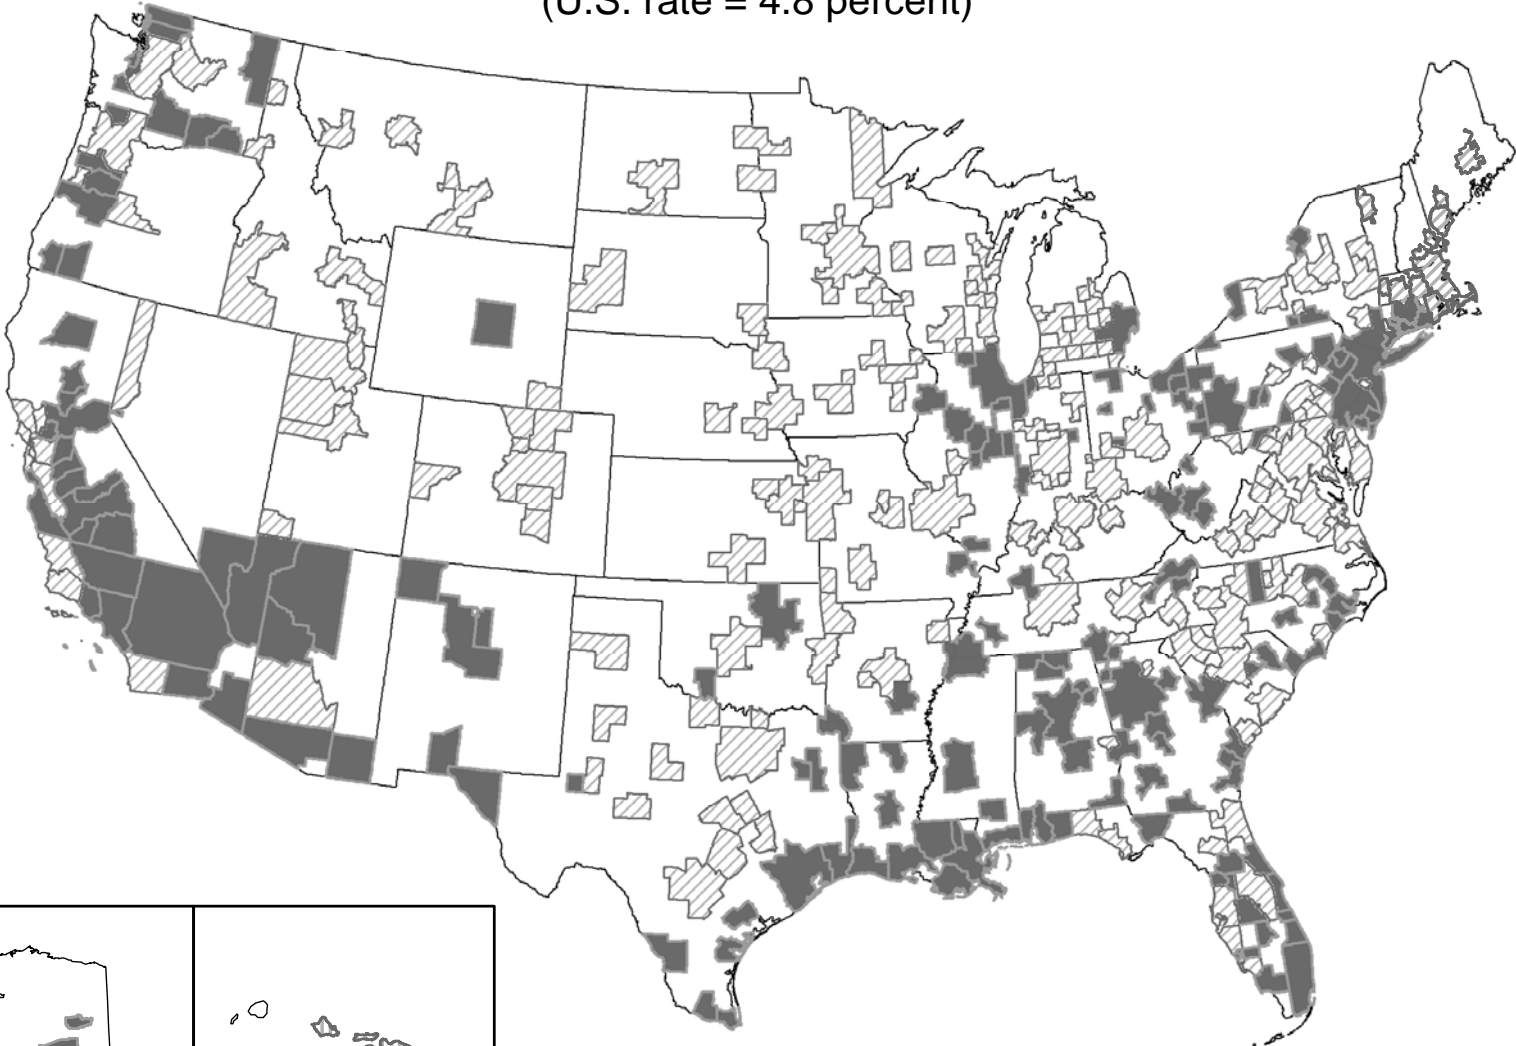 (U.S. rate = 4.8 percent)